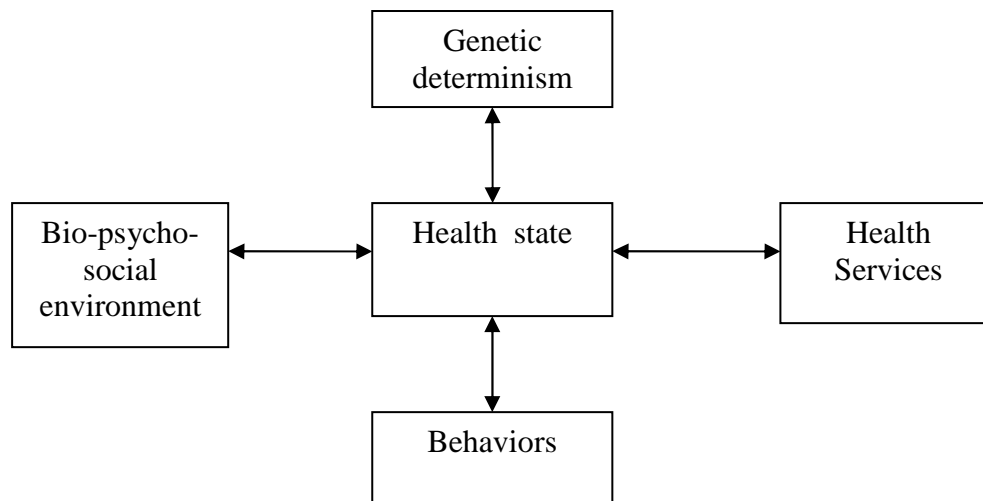 Genetic
determinism
Bio-psycho-
social
environment
Health state
Health
Services
Behaviors